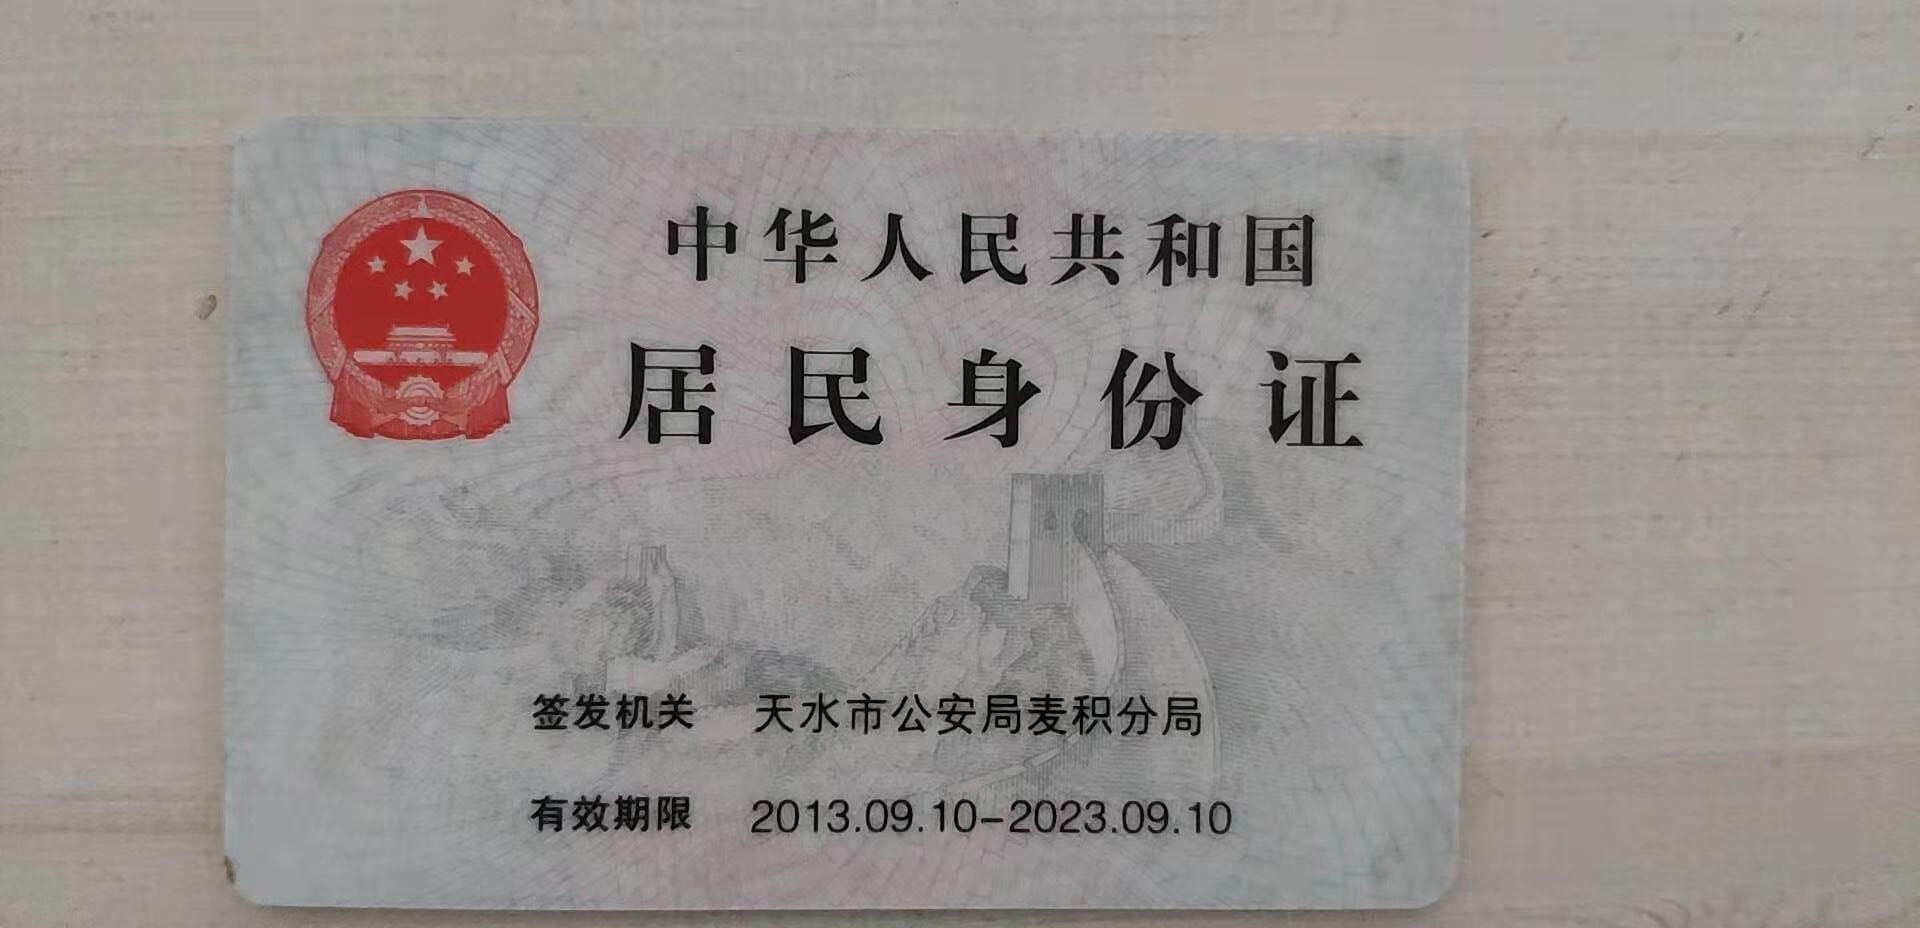 中华人民共和国
居民身份证
签发机关 天水市公安局麦积分局
有效期限 2013.09.10-2023.09.10